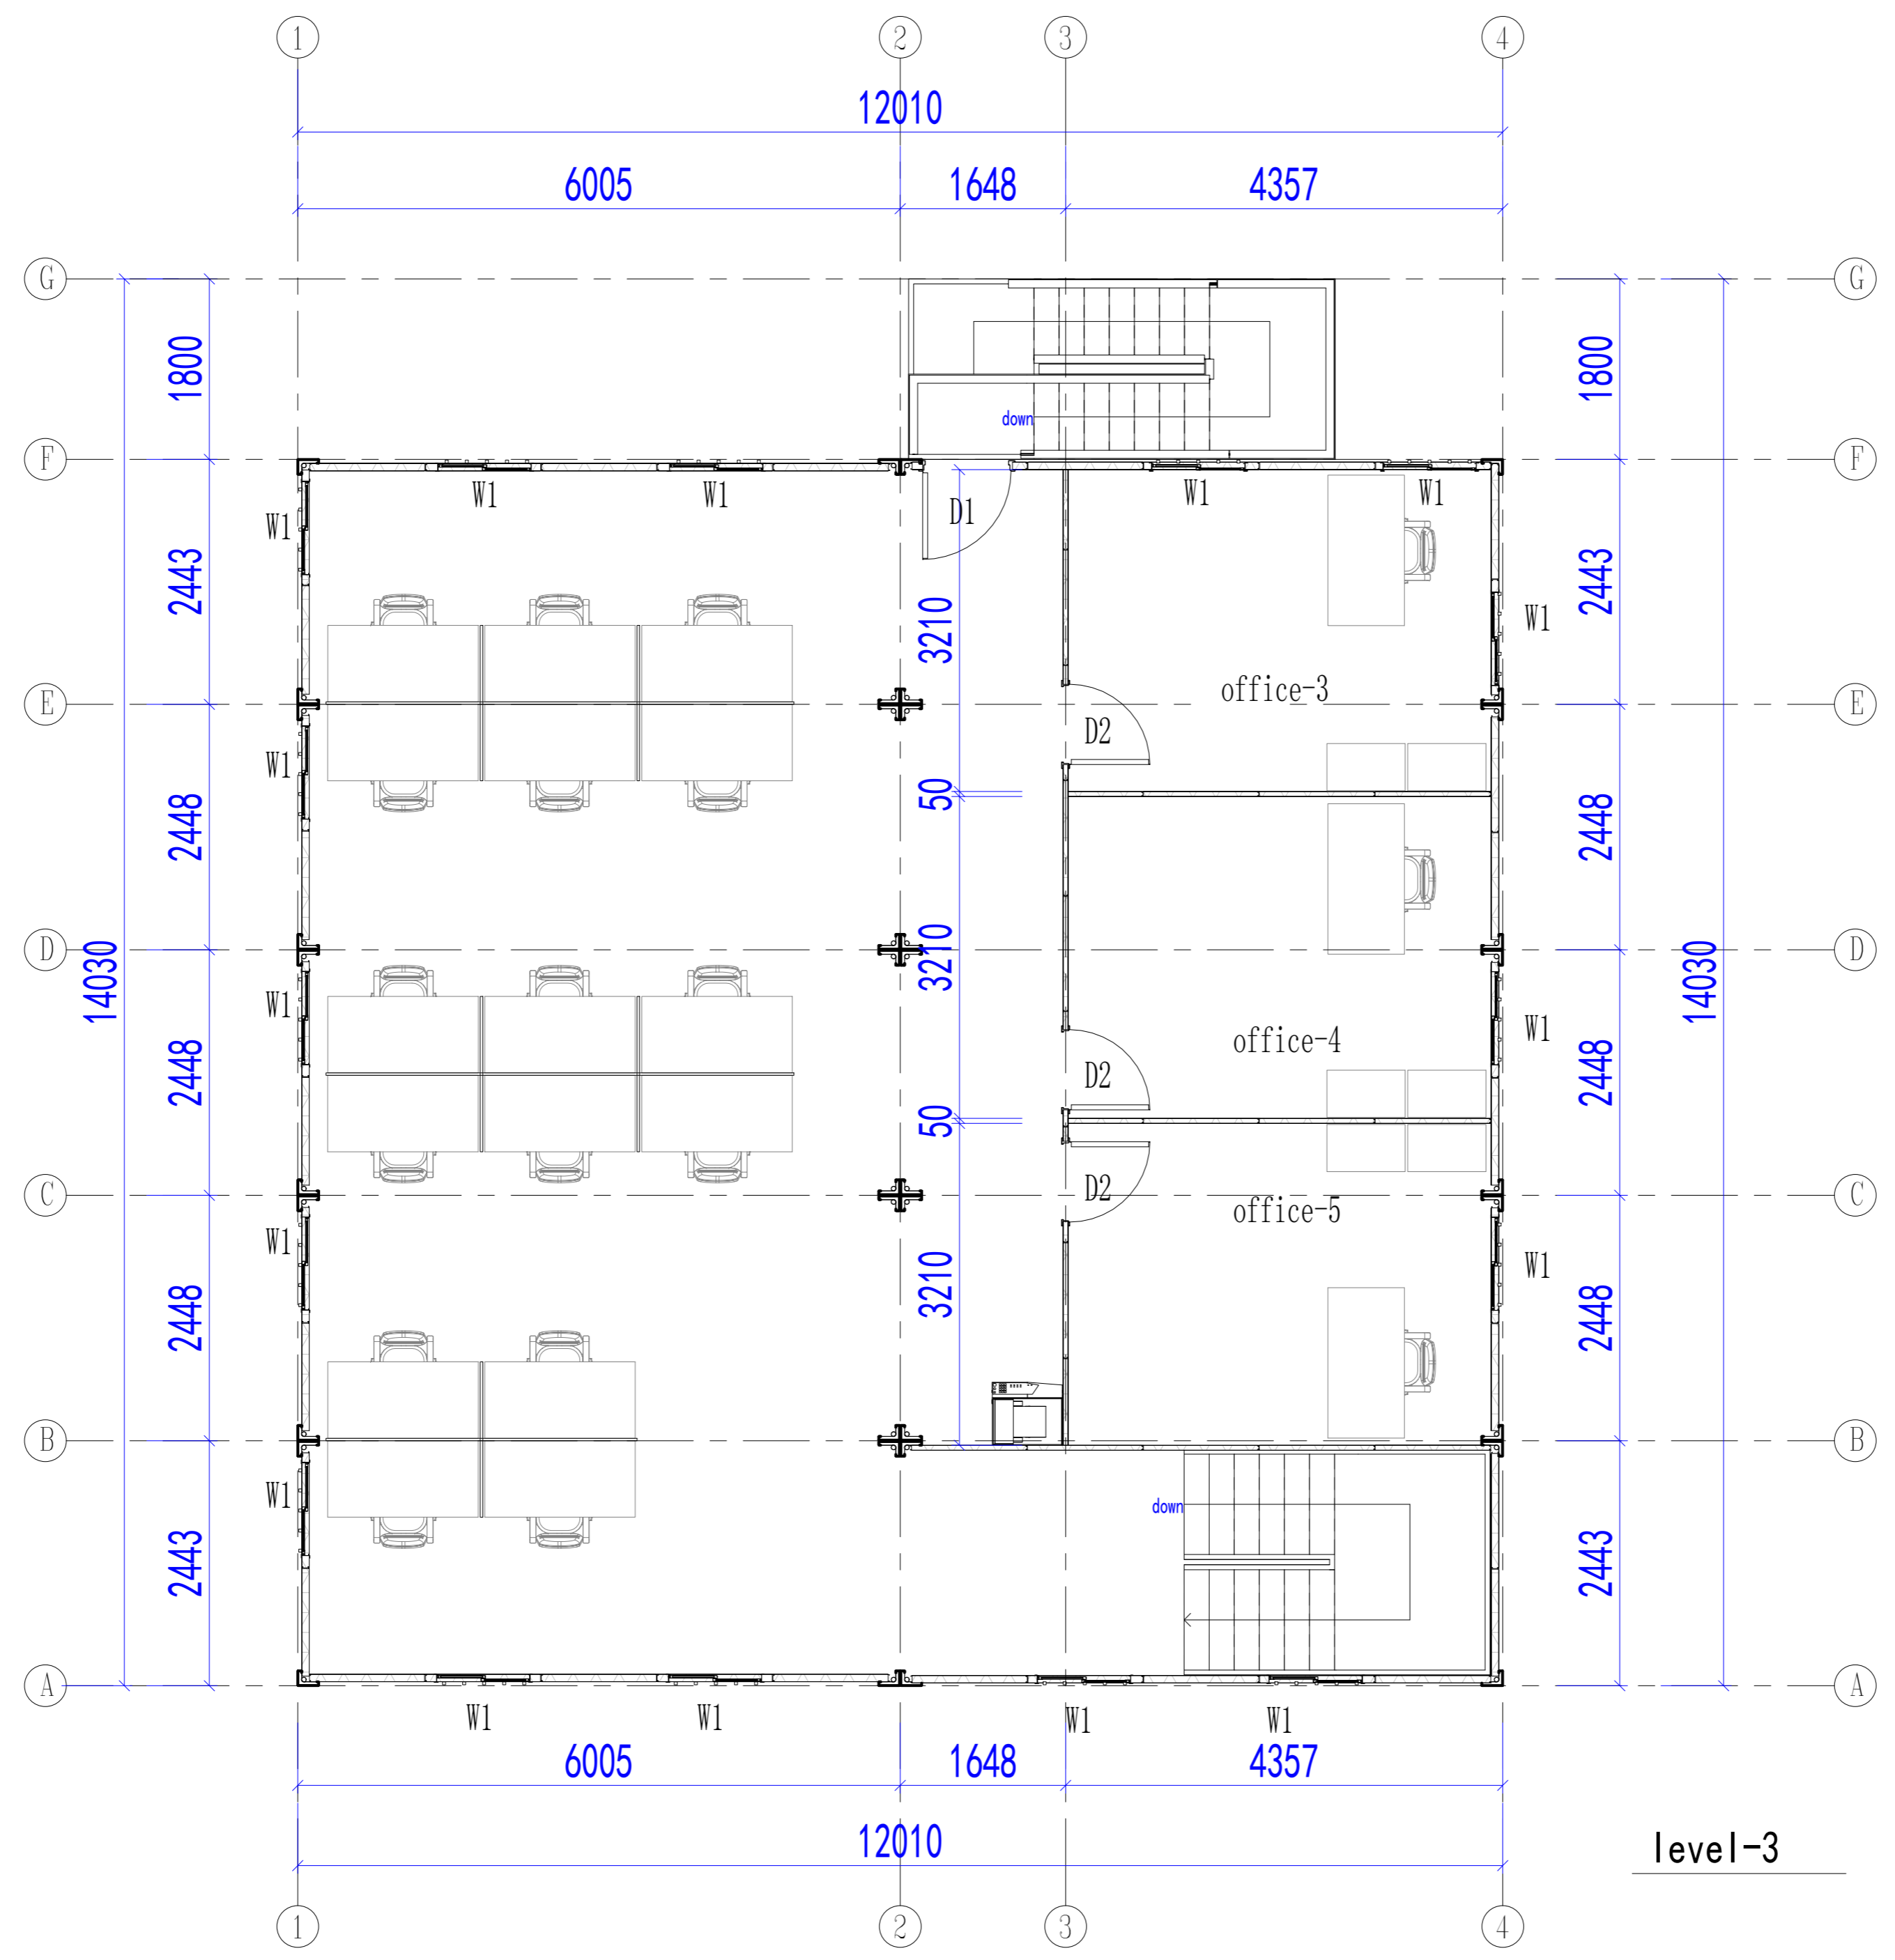 1 2 3 4
12010
6005 1648 4357
G G
1800 1800
down
F F
W1 W1 D1 W1 W1
W1
2443 3210 2443
W1
office-3
E E
D2
W1
50
2448 2448
D D
14030 3210 14030
W1 W1
office-4
2448 D2 2448
50
D2
C C
office-5
W1 W1
2448 3210 2448
B B
W1 down
2443 2443
A A
W1 W1 W1 W1
6005 1648 4357
12010
level-3
1 2 3 4